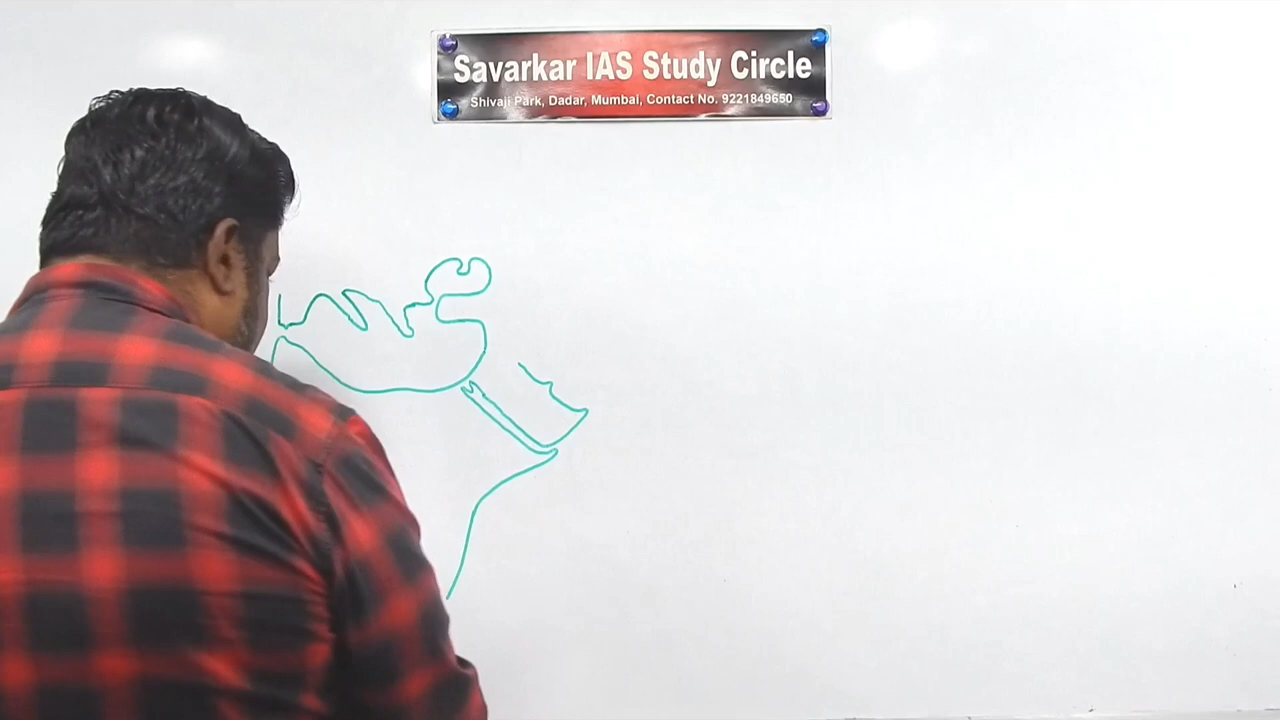 Savarkar IAS Study Circle
Shivaji Park, Dadar, Mumbai, Contact No. 9221849650